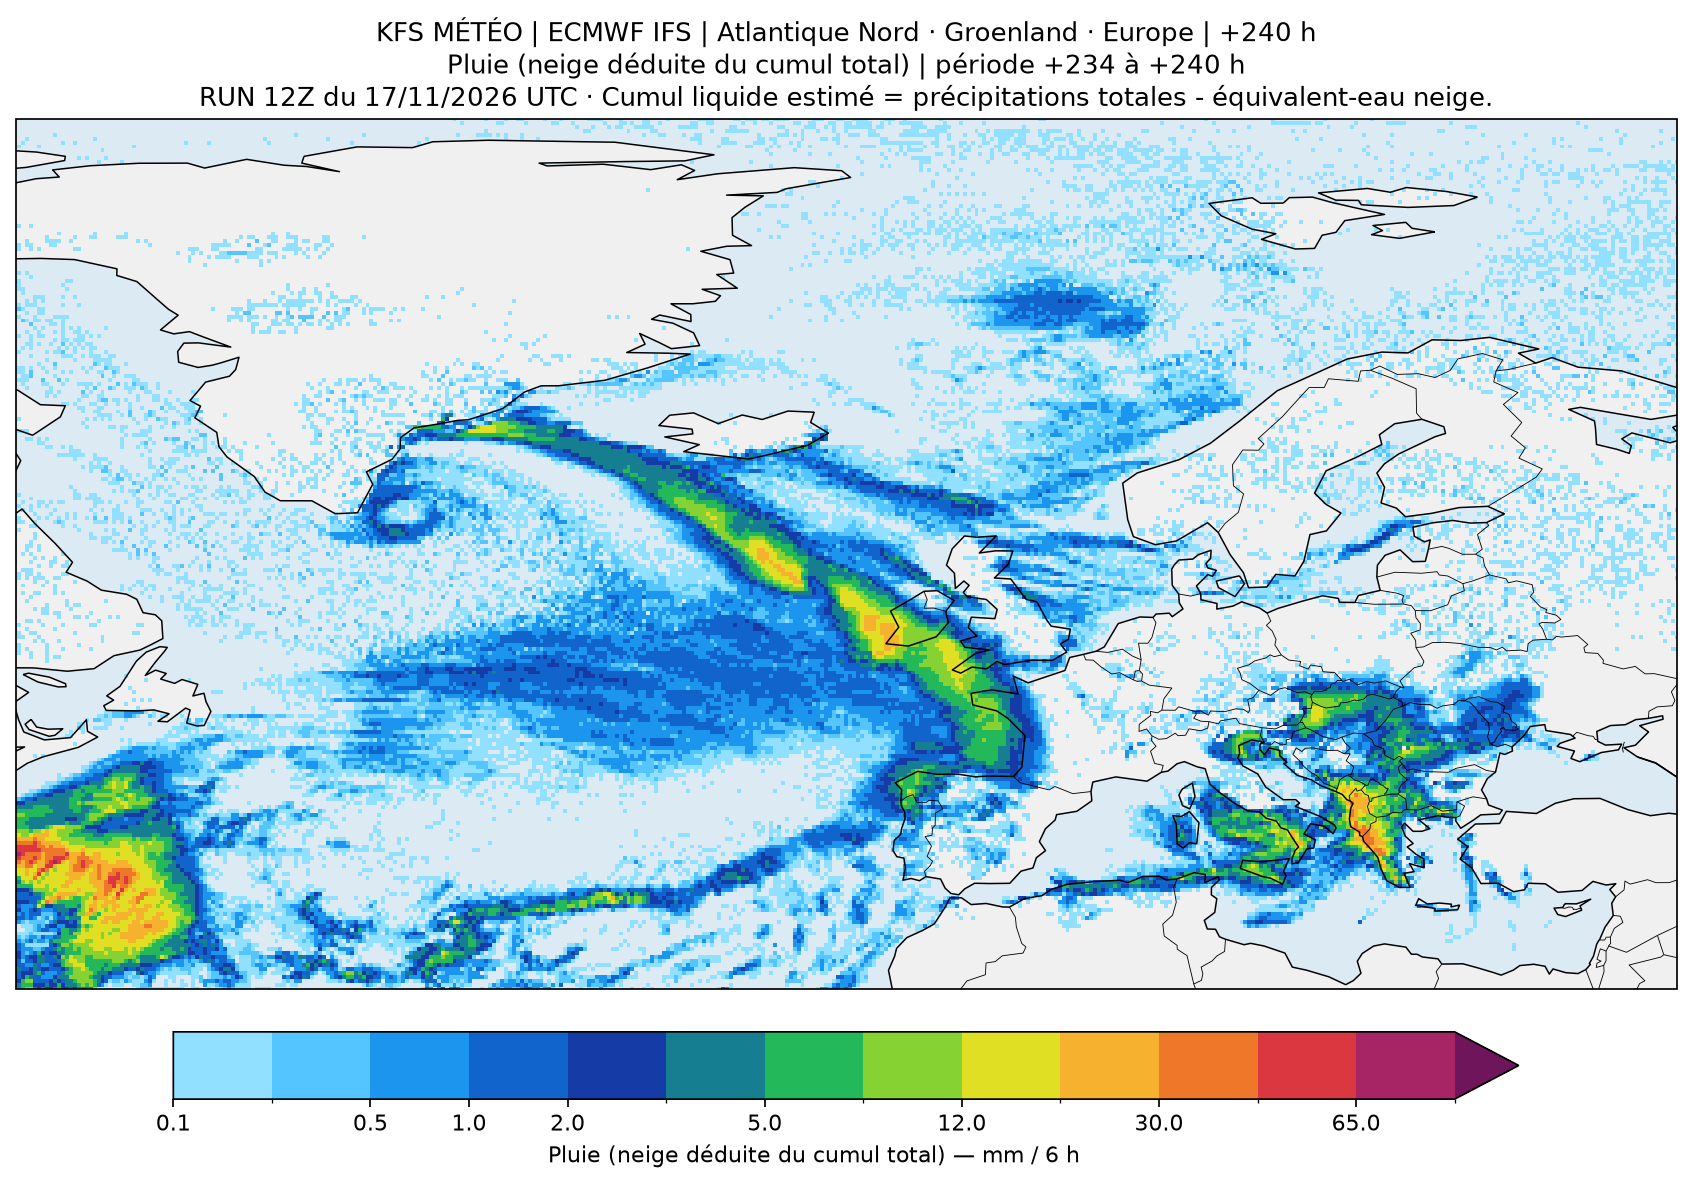 KFS MÉTÉO | ECMWF IFS | Atlantique Nord · Groenland · Europe | +240 h
Pluie (neige déduite du cumul total) | période +234 à +240 h
RUN 12Z du 17/11/2026 UTC · Cumul liquide estimé = précipitations totales - équivalent-eau neige.
0.1 0.5 1.0 2.0 5.0 12.0 30.0 65.0
Pluie (neige déduite du cumul total) — mm / 6 h